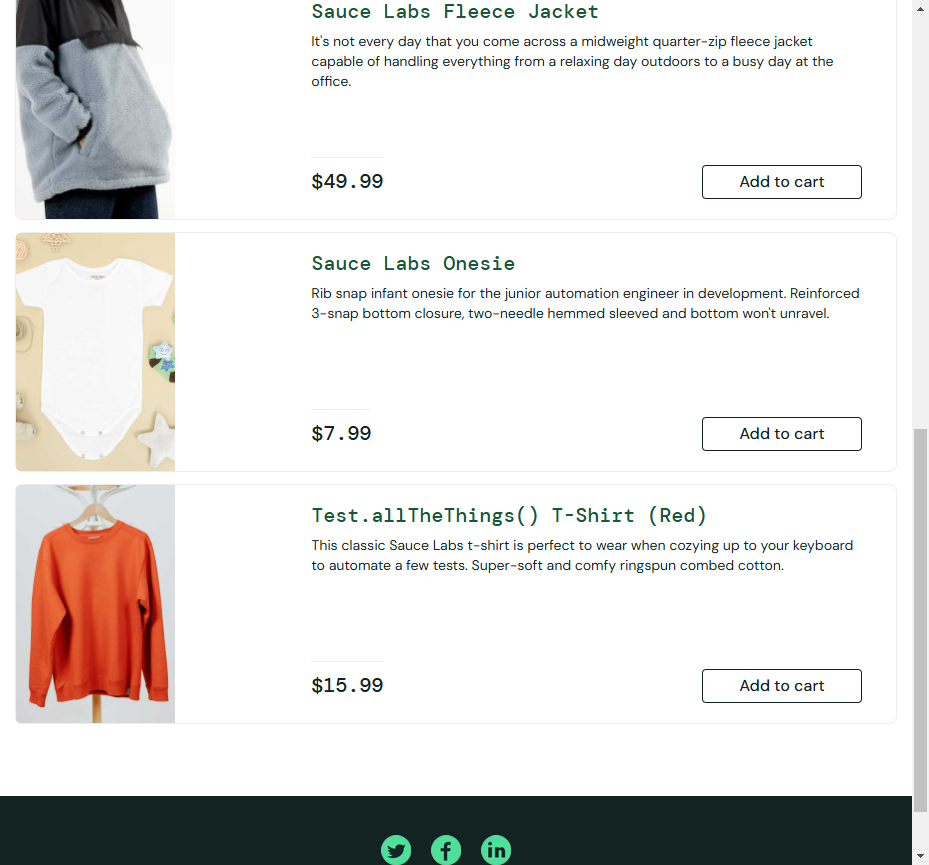 Sauce Labs Fleece Jacket
It's not every day that you come across a midweight quarter-zip fleece jacket
capable of handling everything from a relaxing day outdoors to a busy day at the
office.
$49.99
Add to cart
Sauce Labs Onesie
Rib snap infant onesie for the junior automation engineer in development. Reinforced
3-snap bottom closure, two-needle hemmed sleeved and bottom won't unravel.
$7.99
Add to cart
Test.allTheThings() T-Shirt (Red)
This classic Sauce Labs t-shirt is perfect to wear when cozying up to your keyboard
to automate a few tests. Super-soft and comfy ringspun combed cotton.
$15.99
Add to cart